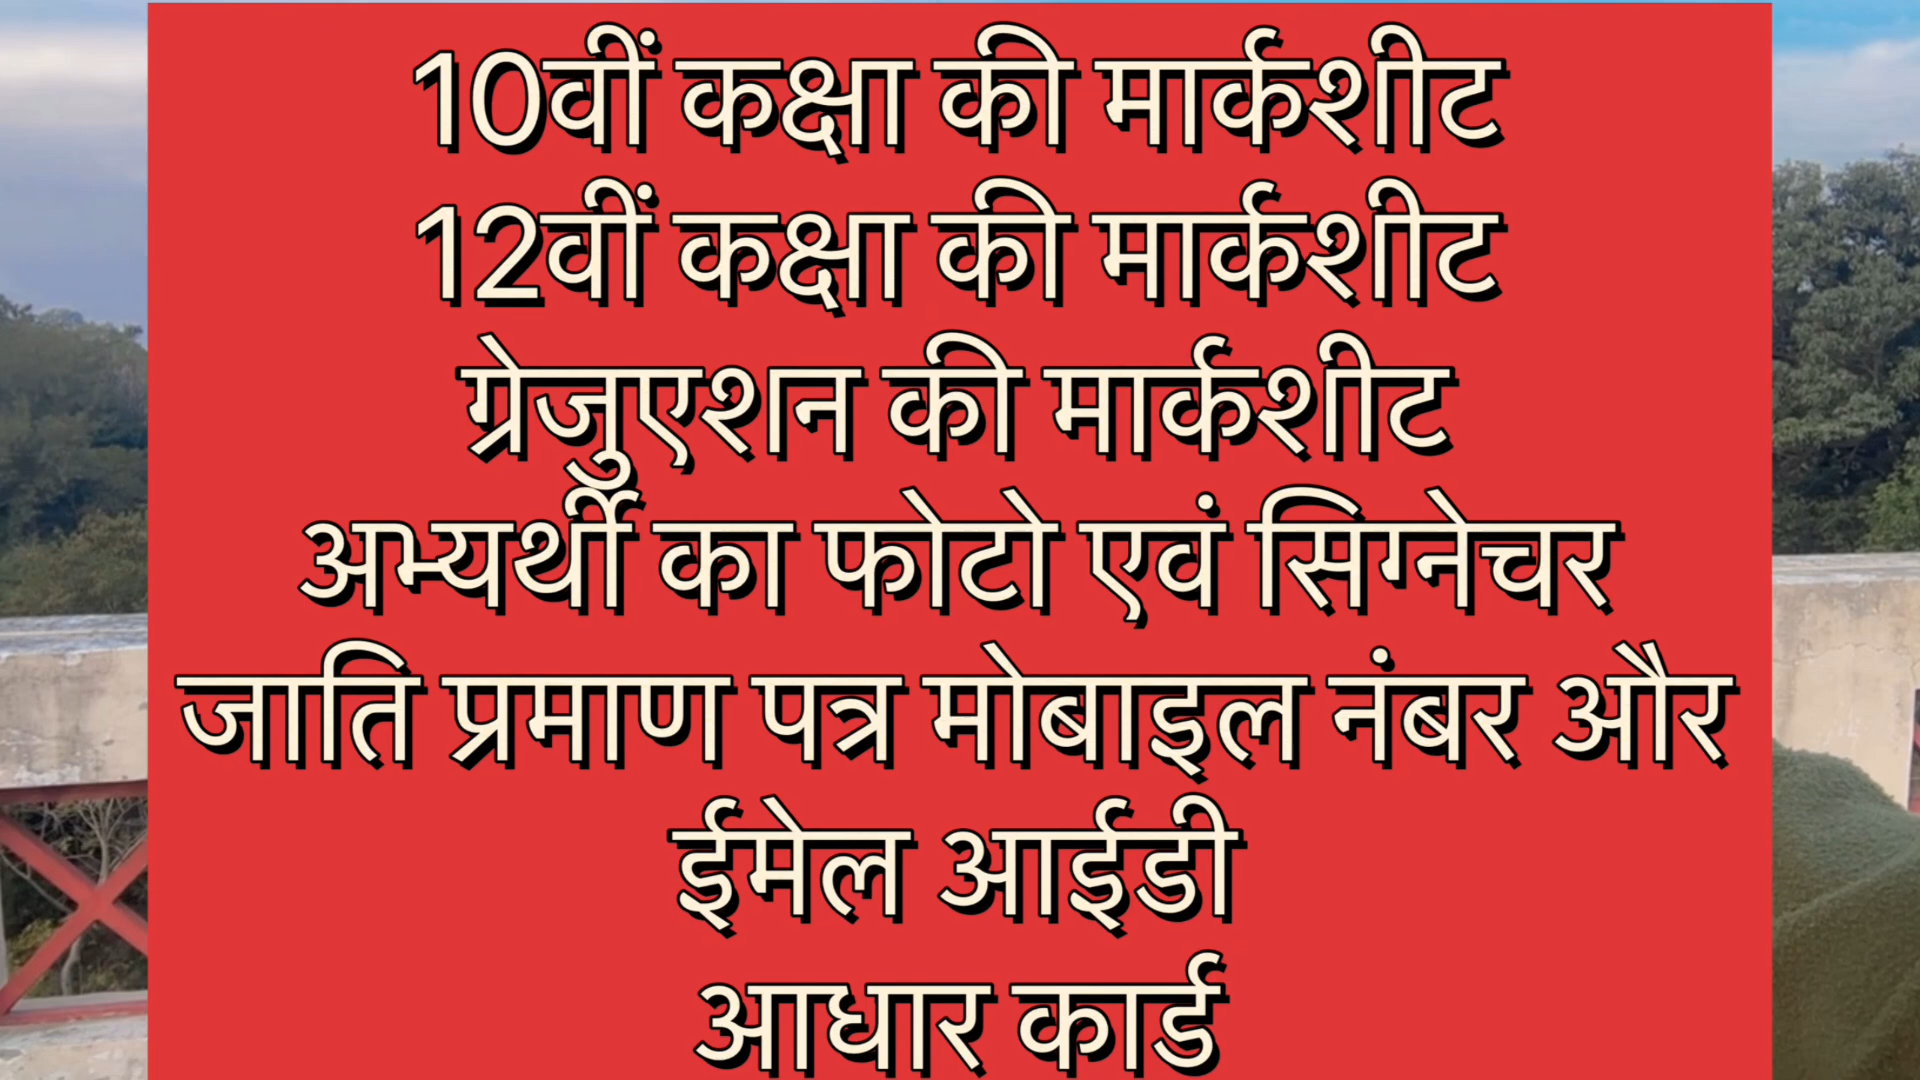 10वीं कक्षा की मार्कशीट
12वीं कक्षा की मार्कशीट
ग्रेजुएशन की मार्कशीट
अभ्यर्थी का फोटो एवं सिग्नेचर
जाति प्रमाण पत्र मोबाइल नंबर और
ईमेल आईडी
आधार कार्ड